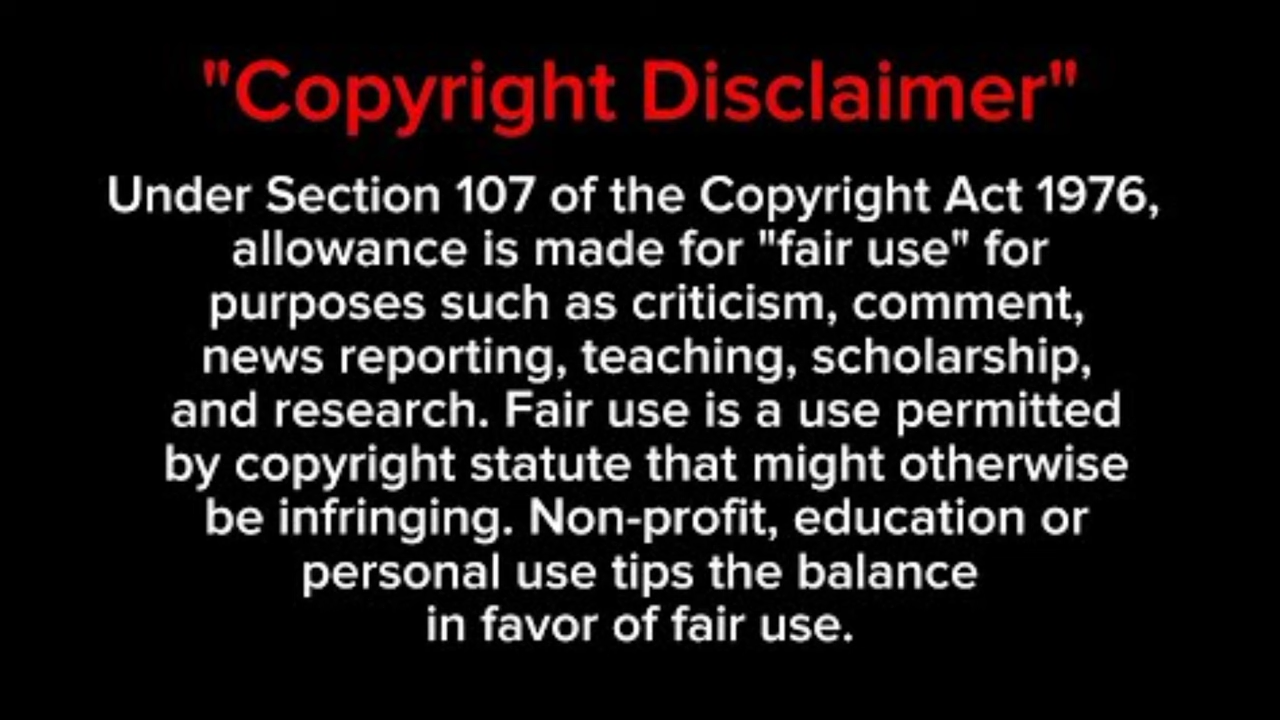 "Copyright Disclaimer"
Under Section 107 of the Copyright Act 1976,
allowance is made for "fair use" for
purposes such as criticism, comment,
news reporting, teaching, scholarship,
and research. Fair use is a use permitted
by copyright statute that might otherwise
be infringing. Non-profit, education or
personal use tips the balance
in favor of fair use.